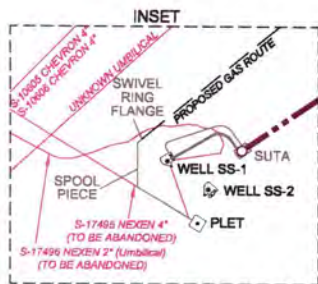 INSET
S-10605 CHEVRON 4"
S-10606 CHEVRON 4"
UNKNOWN UMBILICAL
PROPOSED GAS ROUTE
SWIVEL
RING
FLANGE
SUTA
WELL SS-1
SPOOL
PIECE
WELL SS-2
PLET
S-17495 NEXEN 4"
(TO BE ABANDONED)
S-17496 NEXEN 2" (Umbilical)
(TO BE ABANDONED)